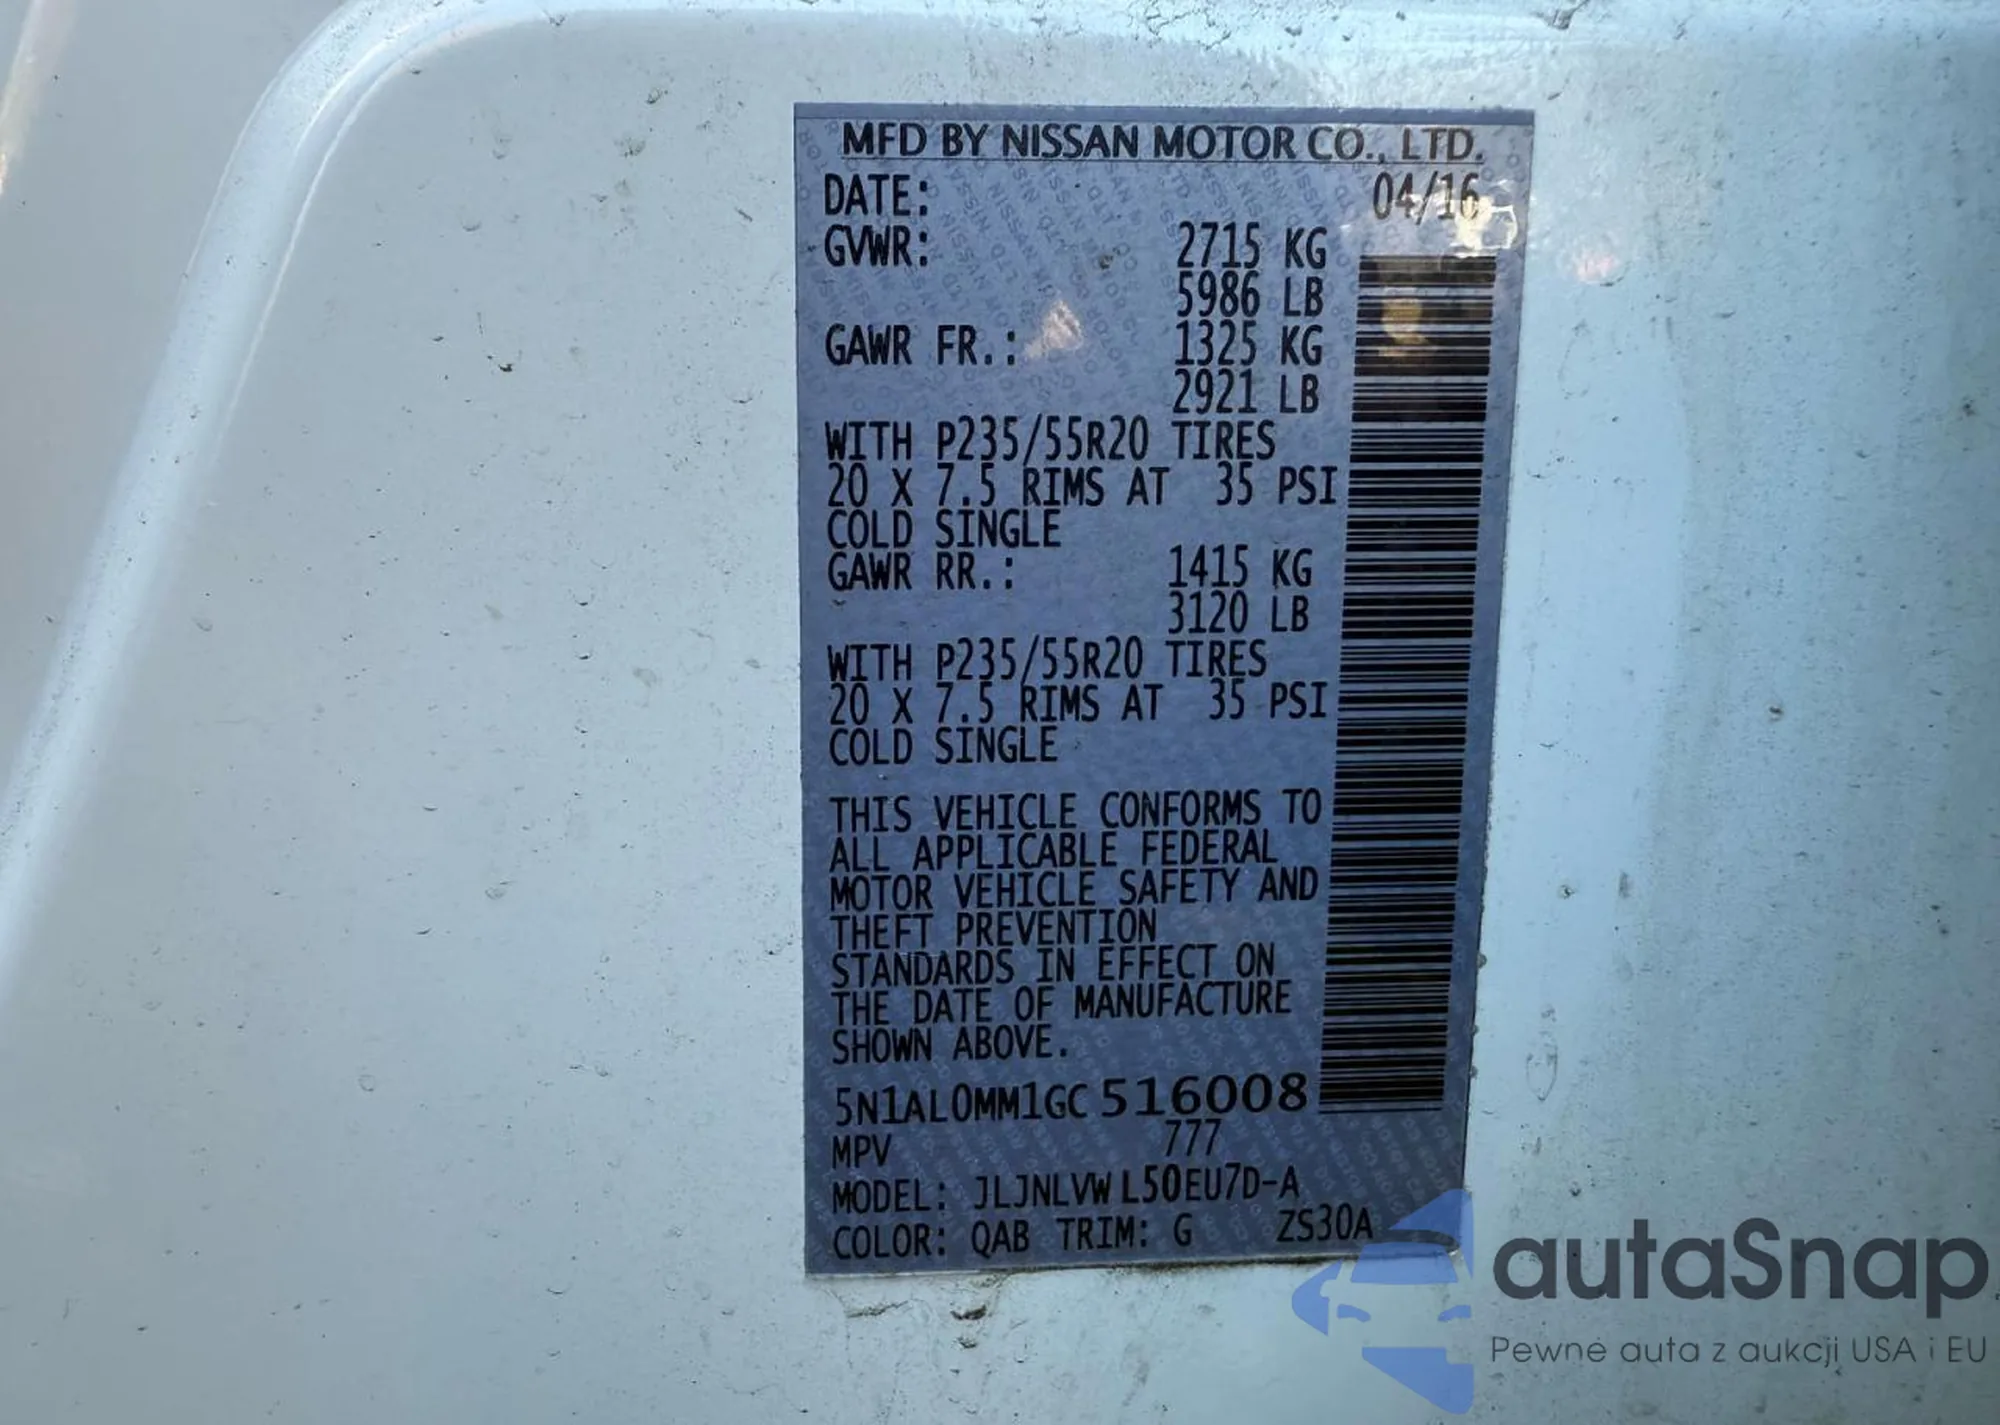 MFD BY NISSAN MOTOR CO., LTD.
DATE: 04/16
GVWR: 2715 KG
5986 LB
GAWR FR.: 1325 KG
2921 LB
WITH P235/55R20 TIRES
20 X 7.5 RIMS AT 35 PSI
COLD SINGLE
GAWR RR.: 1415 KG
3120 LB
WITH P235/55R20 TIRES
20 X 7.5 RIMS AT 35 PSI
COLD SINGLE
THIS VEHICLE CONFORMS TO
ALL APPLICABLE FEDERAL
MOTOR VEHICLE SAFETY AND
THEFT PREVENTION
STANDARDS IN EFFECT ON
THE DATE OF MANUFACTURE
SHOWN ABOVE.
5N1AL0MM1GC516008
MPV 777
MODEL: JLJNLVWL50EU7D-A
COLOR: QAB TRIM: G ZS30A
autaSnap
Pewne auta z aukcji USA i EU